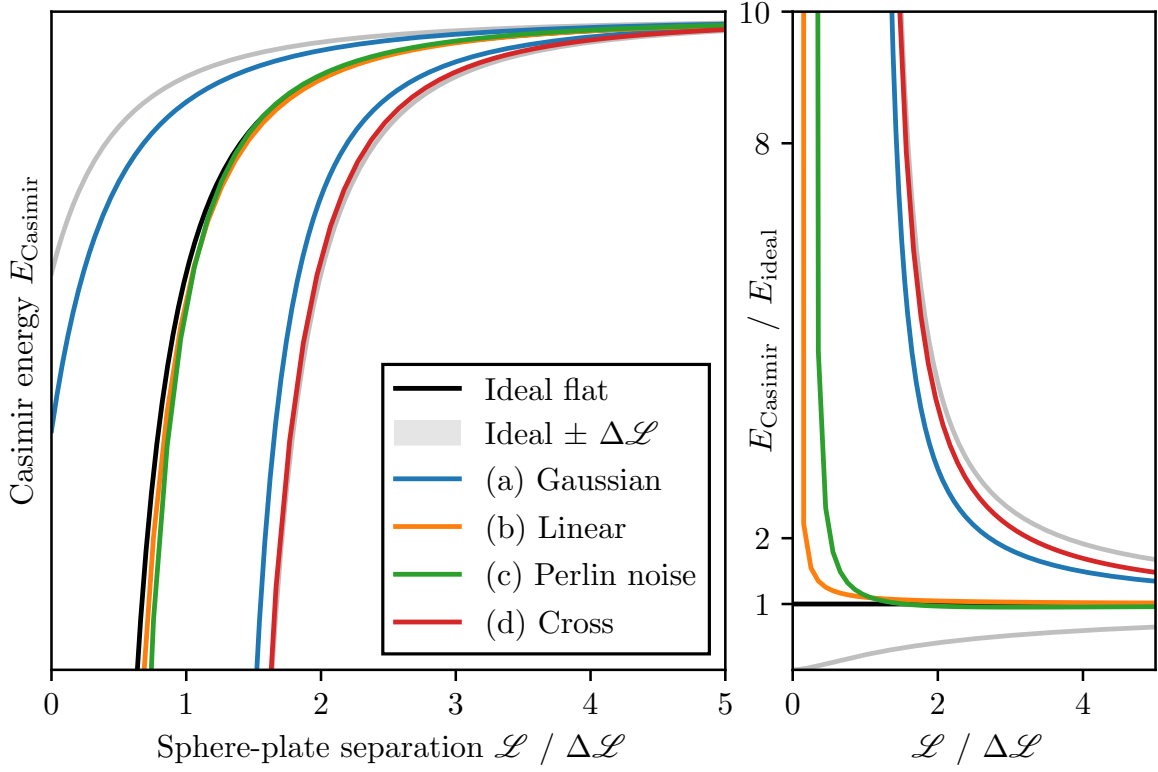 Casimir energy E_Casimir
0 1 2 3 4 5
Sphere-plate separation ℒ / Δℒ
Ideal flat
Ideal ± Δℒ
(a) Gaussian
(b) Linear
(c) Perlin noise
(d) Cross
E_Casimir / E_ideal
10
8
2
1
0 2 4
ℒ / Δℒ